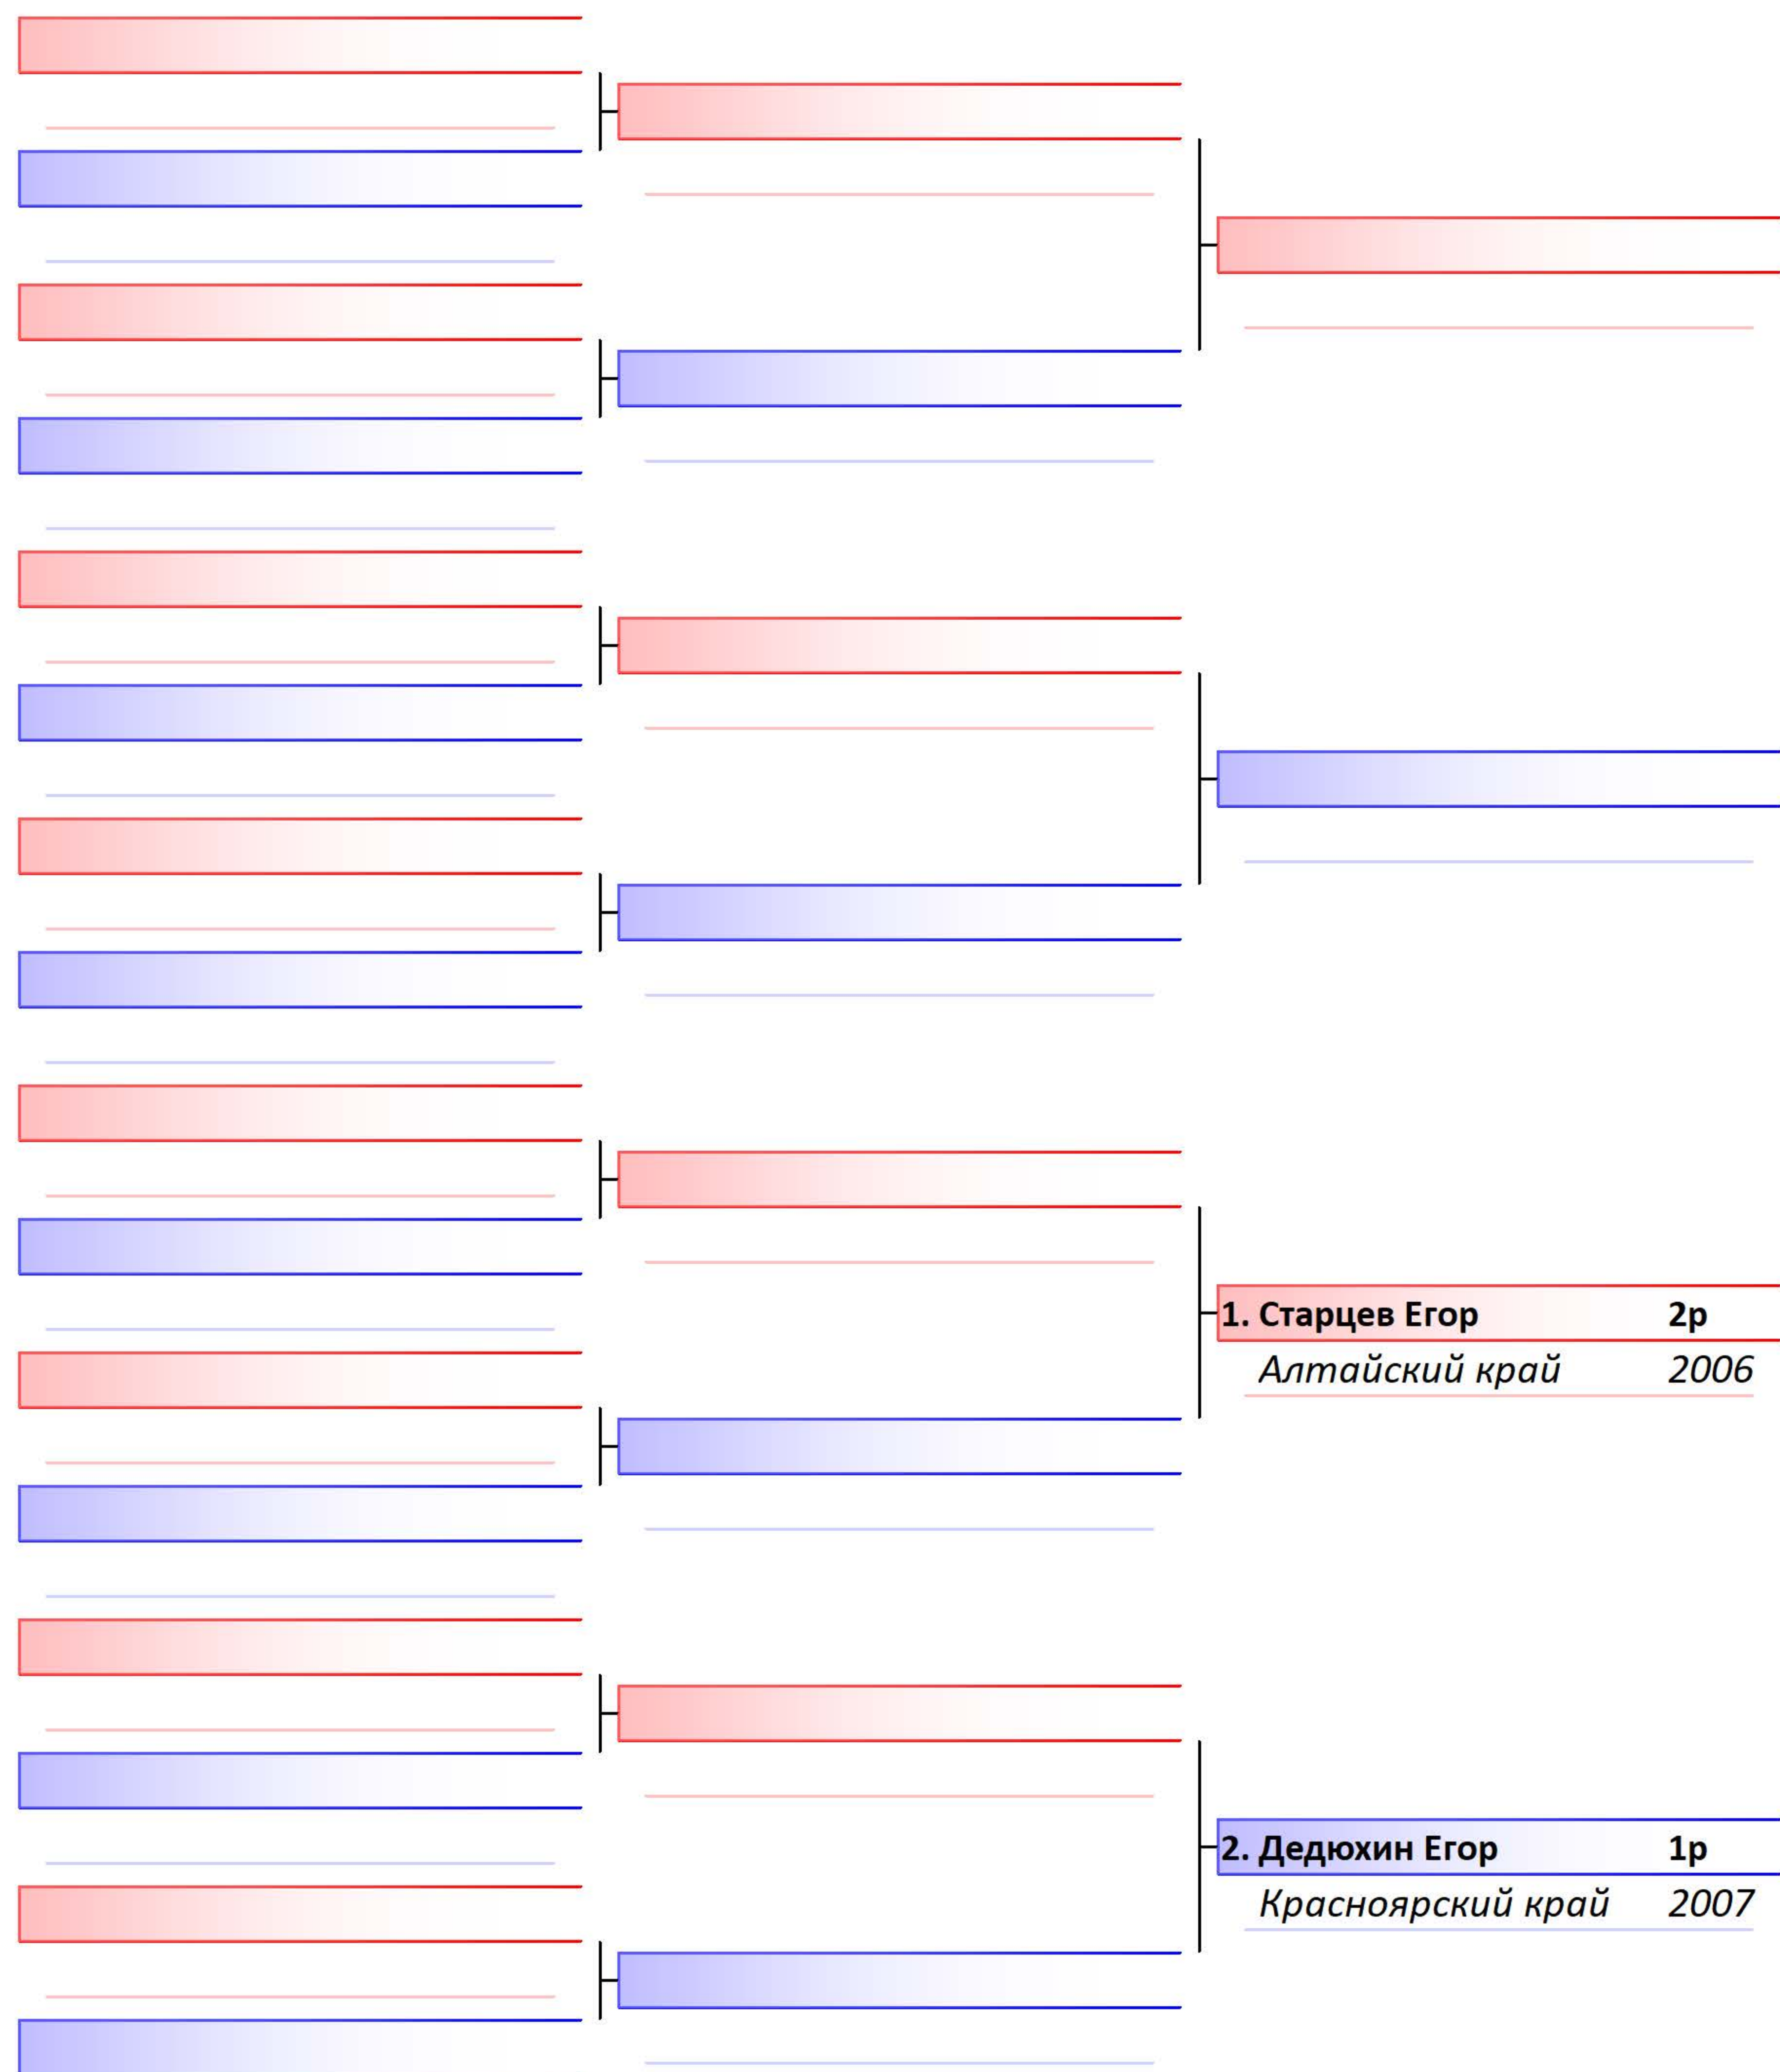 1. Старцев Егор 2р
Алтайский край 2006
2. Дедюхин Егор 1р
Красноярский край 2007